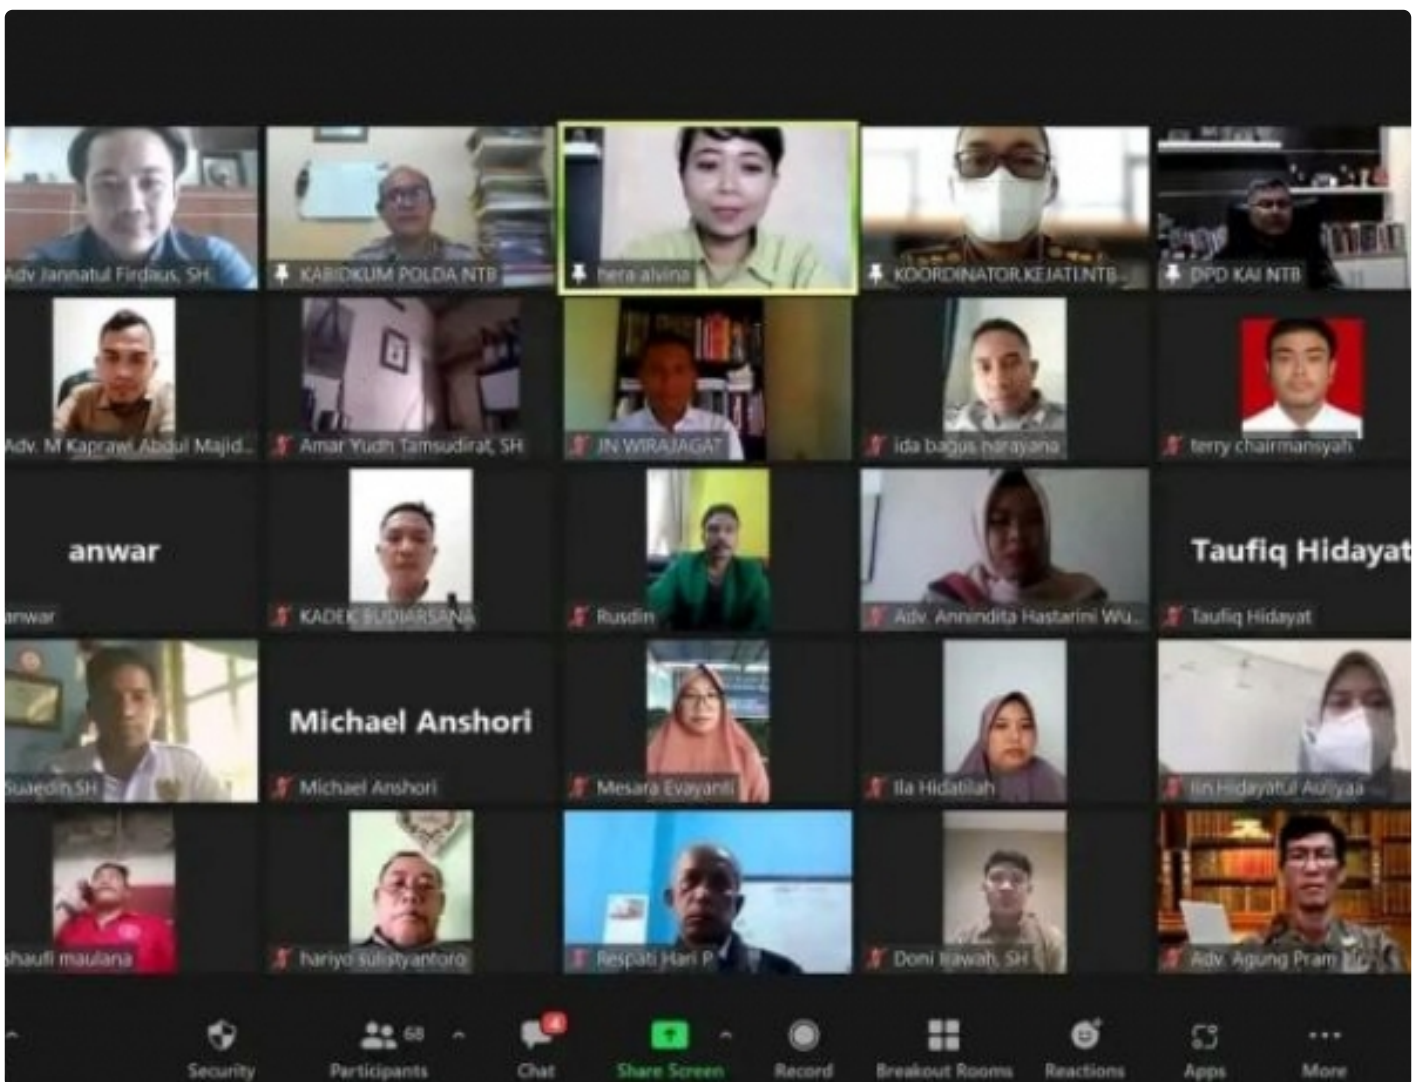 Adv Jannatul Firdaus, SH
KABIDKUM POLDA NTB
hera alvina
KOORDINATOR.KEJATI.NTB...
DPD KAI NTB
Adv. M Kaprawi Abdul Majid...
Amar Yudh Tamsudirat, SH
JN WIRAJAGAT
ida bagus narayana
terry chairmansyah
anwar
anwar
KADEK BUDIARSANA
Rusdin
Adv. Annindita Hastarini Wu...
Taufiq Hidayat
Taufiq Hidayat
Suaedin.SH
Michael Anshori
Michael Anshori
Mesara Evayanti
Ila Hidatilah
Iin Hidayatul Auliyaa
shaufi maulana
hariyo sulistyantoro
Respati Hari P
Doni Irawan, SH
Adv. Agung Pram
Security
68
Participants
4
Chat
Share Screen
Record
Breakout Rooms
Reactions
Apps
More